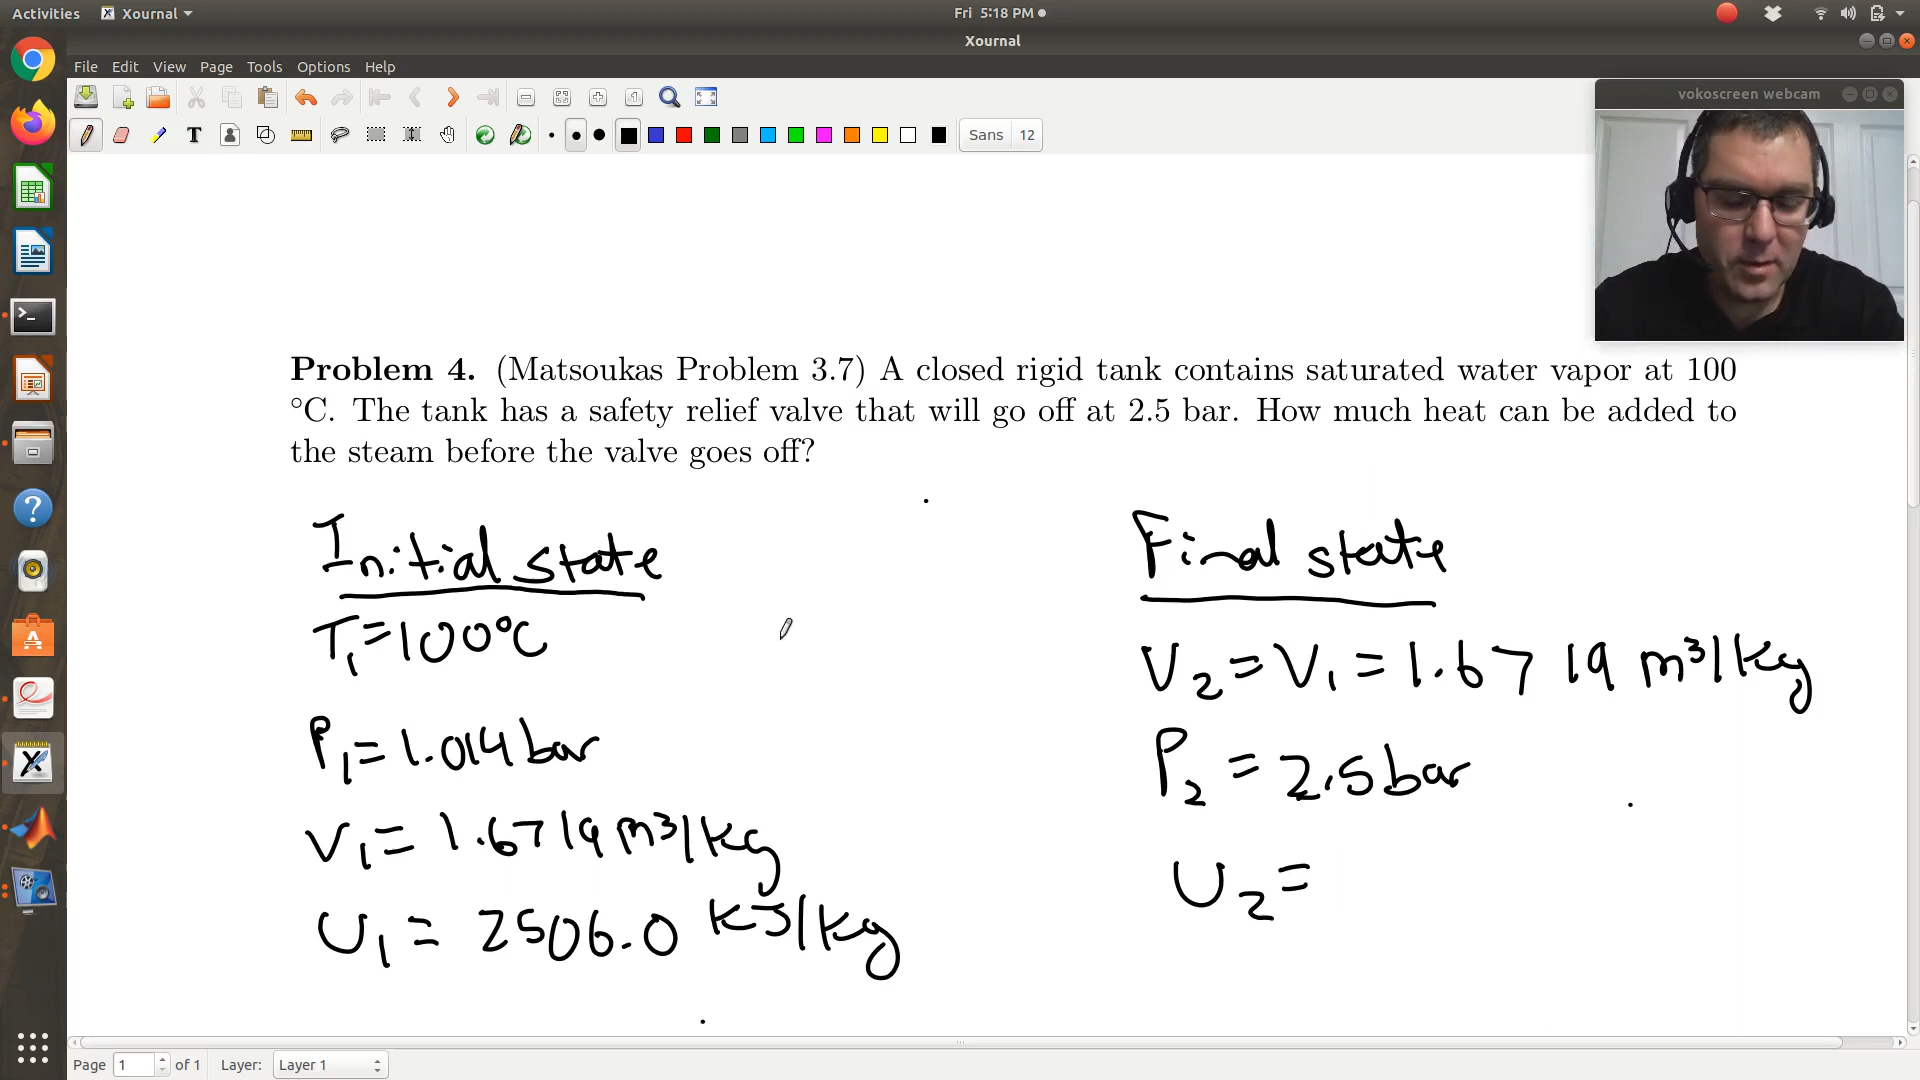 Activities Xournal Fri 5:18 PM
Xournal
File Edit View Page Tools Options Help
vokoscreen webcam
T Sans 12
Problem 4. (Matsoukas Problem 3.7) A closed rigid tank contains saturated water vapor at 100
°C. The tank has a safety relief valve that will go off at 2.5 bar. How much heat can be added to
the steam before the valve goes off?
Initial state
T₁=100°C
P₁=1.014 bar
V₁=1.6719 m³/kg
U₁= 2506.0 kJ/kg
Final state
V₂=V₁=1.6719 m³/kg
P₂=2.5 bar
U₂=
Page 1 of 1 Layer: Layer 1